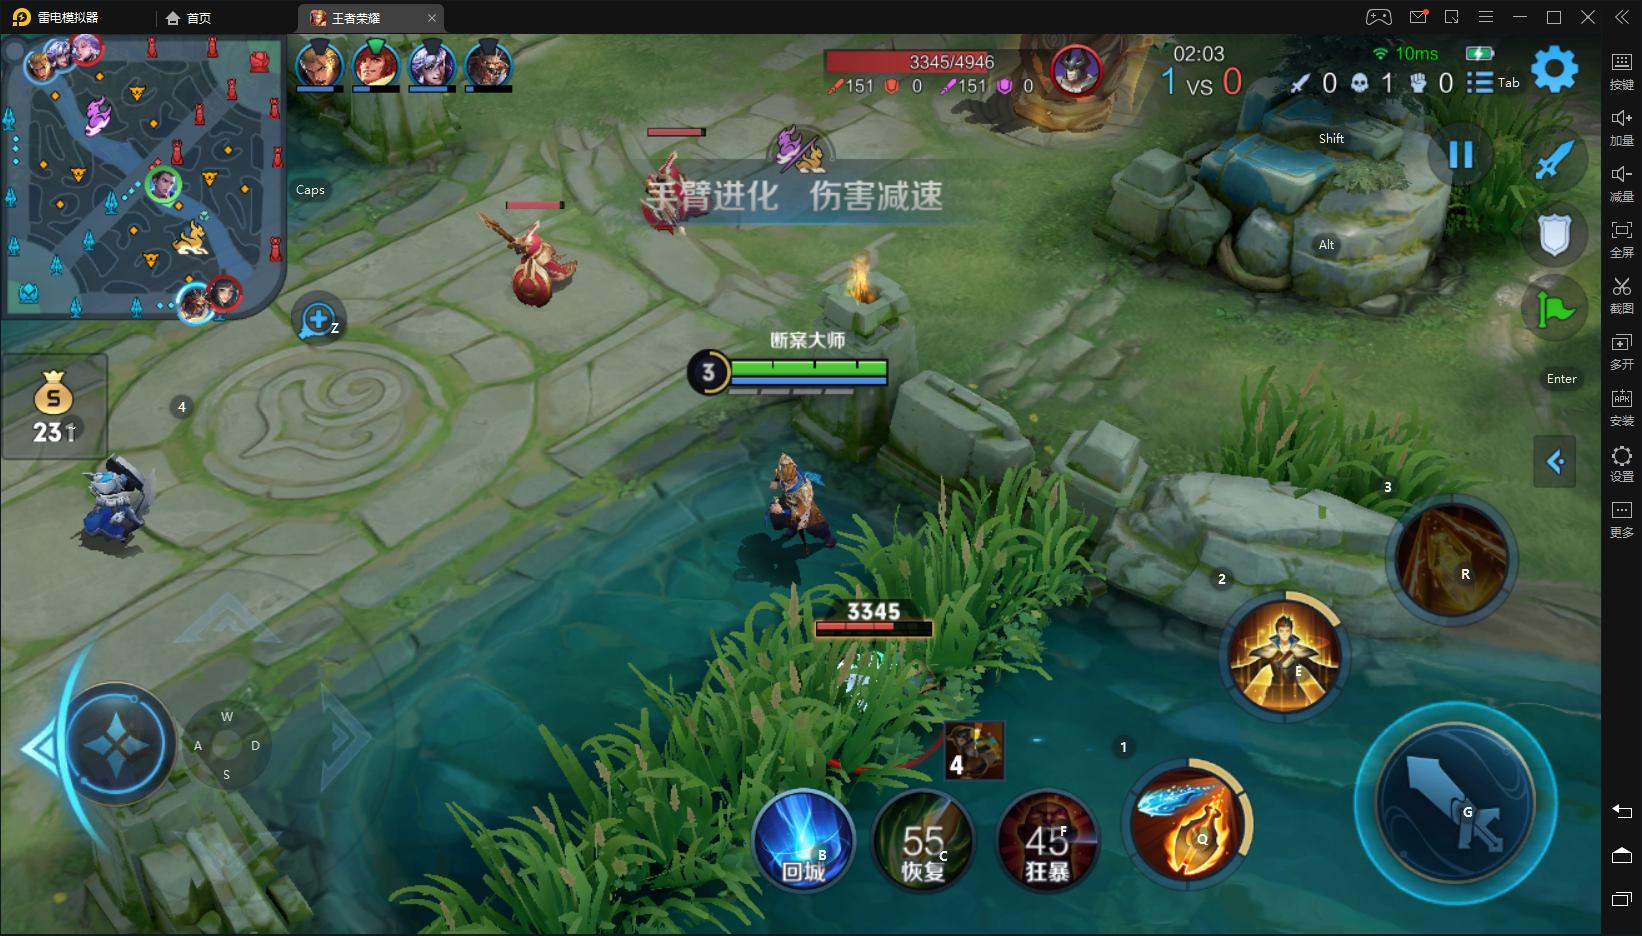 雷电模拟器
首页
王者荣耀
3345/4946
151 0 151 0
02:03
1 VS 0
10ms
0 1 0
Tab
Shift
Caps
Alt
手臂进化 伤害减速
Z
断案大师
3
Enter
S
231
4
3
2
R
E
3345
W
A
D
S
4
1
G
Q
B
回城
55
C
恢复
45
F
狂暴
按键
加量
减量
全屏
截图
多开
APK
安装
设置
更多